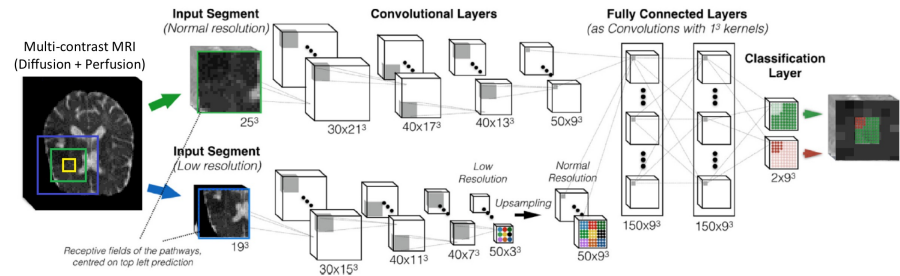 Multi-contrast MRI
(Diffusion + Perfusion)
Input Segment
(Normal resolution)
25³
Input Segment
(Low resolution)
19³
Receptive fields of the pathways,
centred on top left prediction
Convolutional Layers
30x21³
40x17³
40x13³
50x9³
30x15³
40x11³
40x7³
Low
Resolution
50x3³
Upsampling
Normal
Resolution
50x9³
Fully Connected Layers
(as Convolutions with 1³ kernels)
150x9³
150x9³
Classification
Layer
2x9³